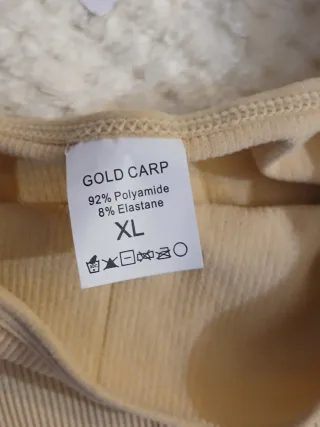 GOLD CARP
92% Polyamide
8% Elastane
XL